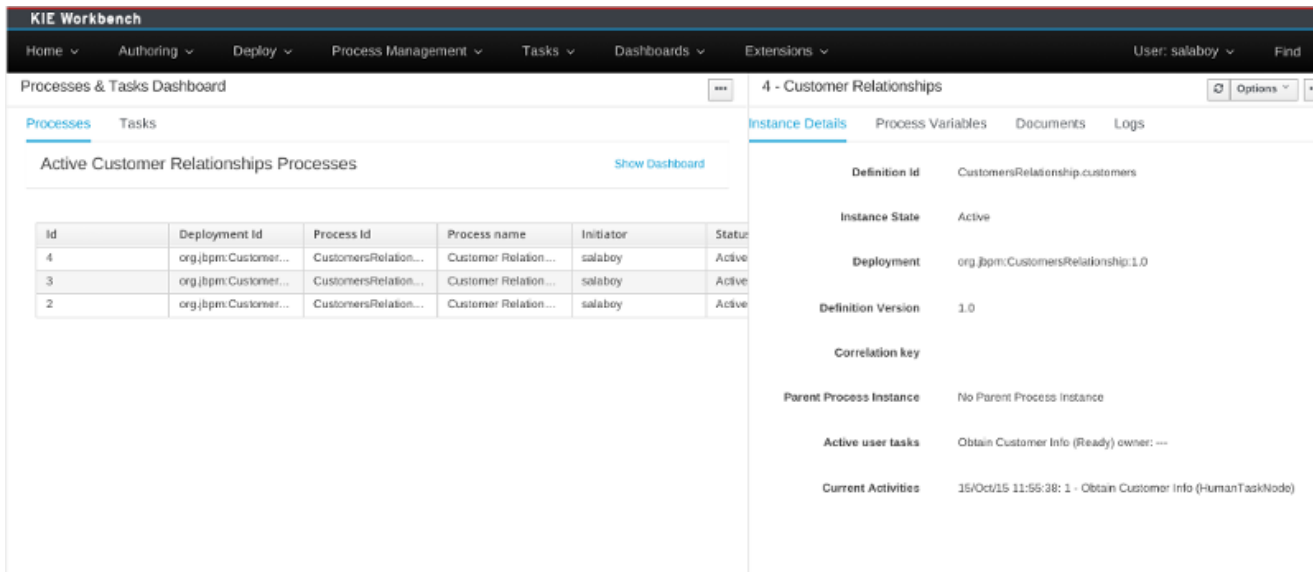 KIE Workbench
Home Authoring Deploy Process Management Tasks Dashboards Extensions User: salaboy Find
Processes & Tasks Dashboard
Processes Tasks
Active Customer Relationships Processes Show Dashboard
Id Deployment Id Process Id Process name Initiator Status
4 org.jbpm:Customer... CustomersRelation... Customer Relation... salaboy Active
3 org.jbpm:Customer... CustomersRelation... Customer Relation... salaboy Active
2 org.jbpm:Customer... CustomersRelation... Customer Relation... salaboy Active
4 - Customer Relationships Options
Instance Details Process Variables Documents Logs
Definition Id CustomersRelationship.customers
Instance State Active
Deployment org.jbpm:CustomersRelationship:1.0
Definition Version 1.0
Correlation key
Parent Process Instance No Parent Process Instance
Active user tasks Obtain Customer Info (Ready) owner: ---
Current Activities 15/Oct/15 11:55:38: 1 - Obtain Customer Info (HumanTaskNode)